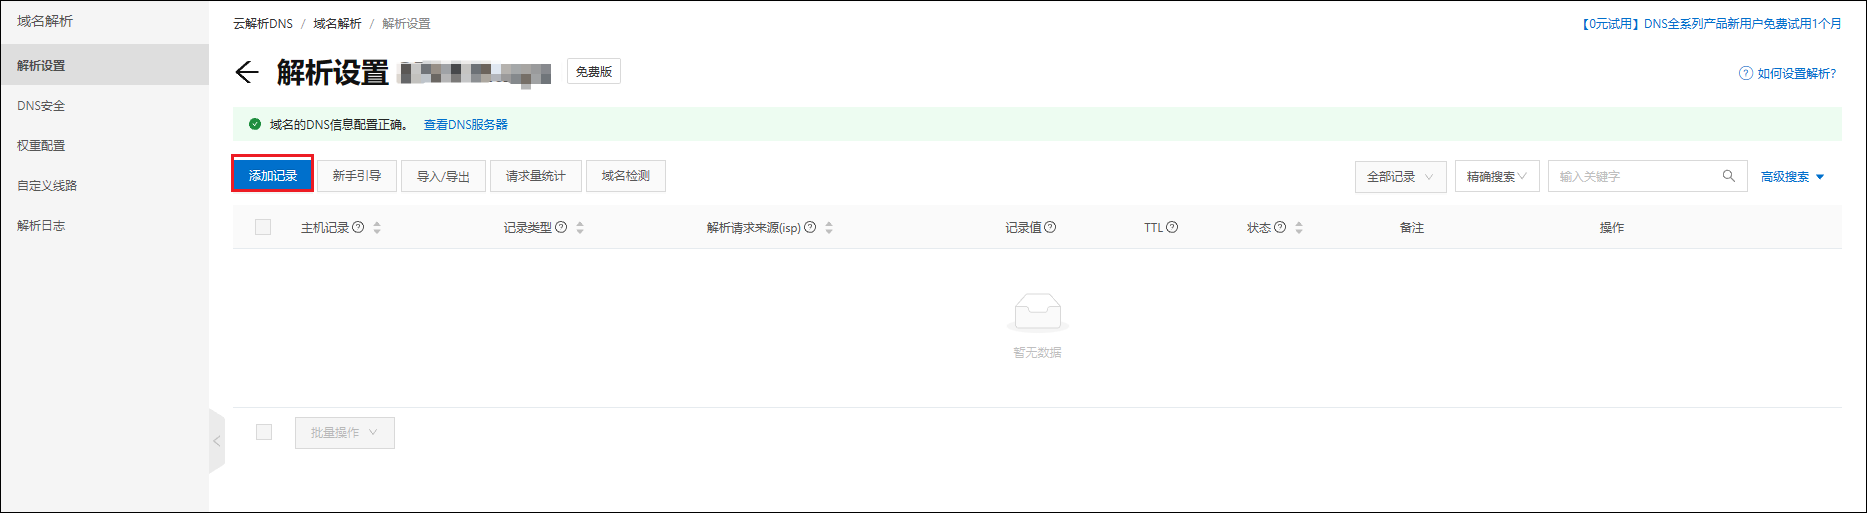 域名解析
解析设置
DNS安全
权重配置
自定义线路
解析日志
云解析DNS / 域名解析 / 解析设置
【0元试用】DNS全系列产品新用户免费试用1个月
解析设置 免费版
如何设置解析?
域名的DNS信息配置正确。 查看DNS服务器
添加记录 新手引导 导入/导出 请求量统计 域名检测 全部记录 精确搜索 输入关键字 高级搜索
主机记录 记录类型 解析请求来源(isp) 记录值 TTL 状态 备注 操作
暂无数据
批量操作